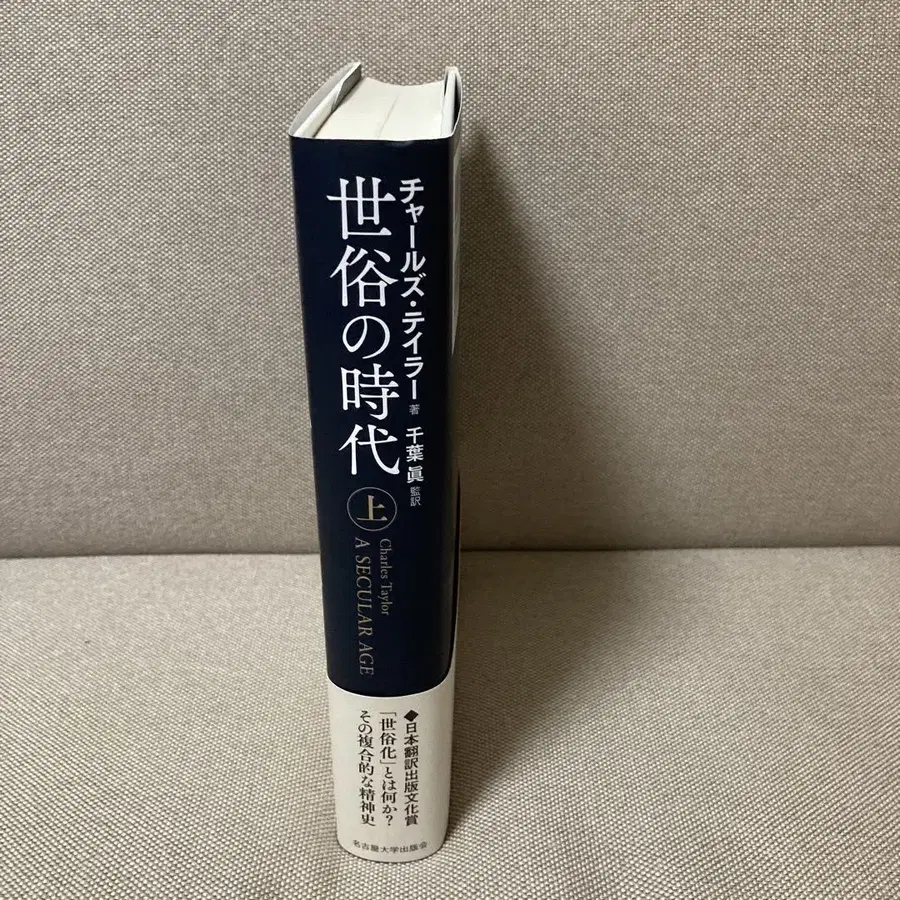 チャールズ・テイラー 著 千葉 眞 監訳
世俗の時代 上
Charles Taylor
A SECULAR AGE
◆日本翻訳出版文化賞
「世俗化」とは何か?
その複合的な精神史
名古屋大学出版会